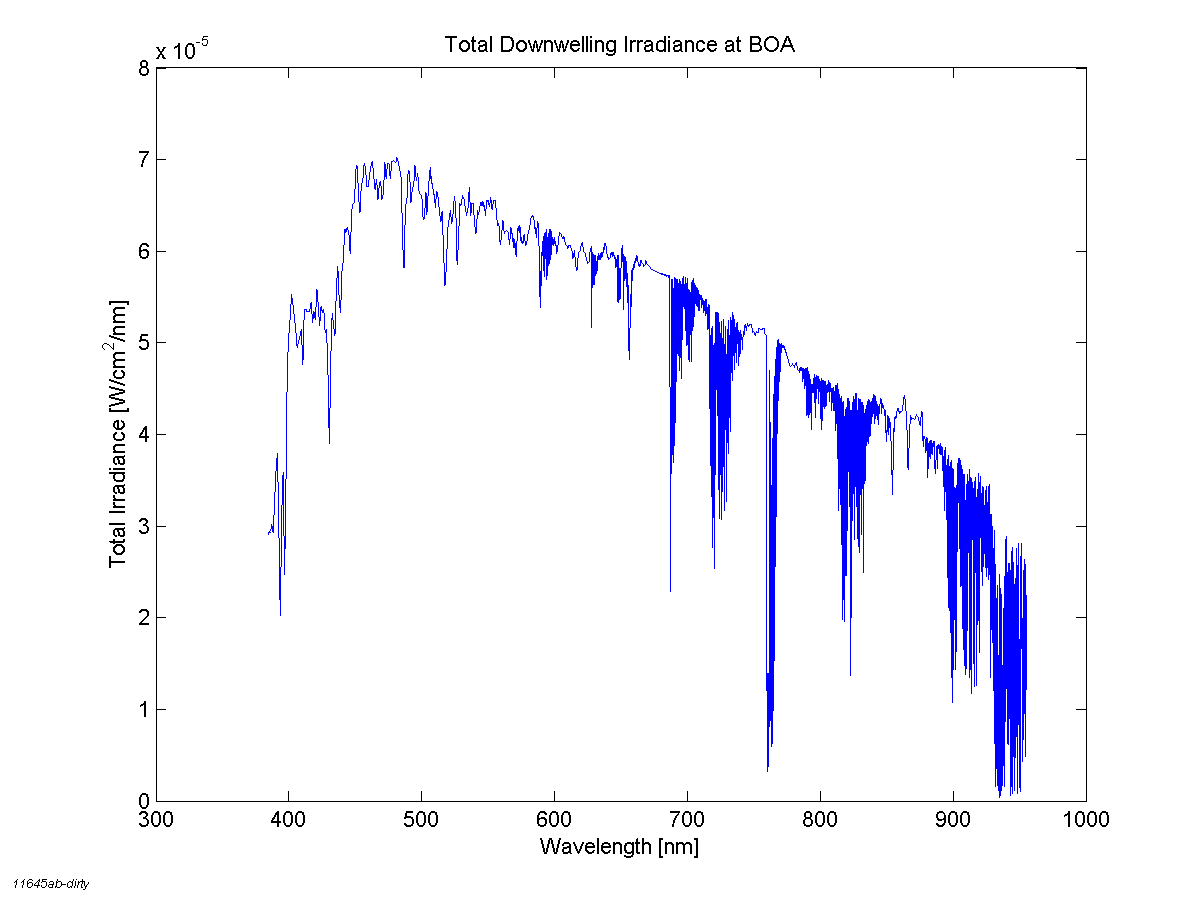 Total Downwelling Irradiance at BOA
x 10^-5
8
7
6
5
4
3
2
1
0
Total Irradiance [W/cm^2/nm]
300 400 500 600 700 800 900 1000
Wavelength [nm]
11645ab-dirty